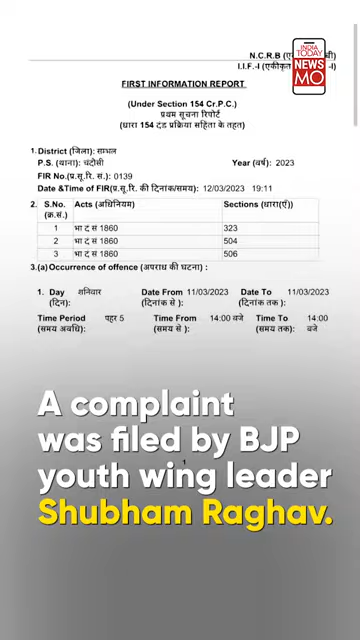 INDIA
TODAY
NEWS
MO
N.C.R.B
I.I.F.-I
FIRST INFORMATION REPORT
(Under Section 154 Cr.P.C.)
प्रथम सूचना रिपोर्ट
(धारा 154 दंड प्रक्रिया सहिता के तहत)
1. District (जिला): साभल
P.S. (थाना): चंदौसी Year (वर्ष) 2023
FIR No.(प्र.सू.रि. सं.) 0139
Date &Time of FIR(प्र.सू.रि. की दिनांक/समय) 12/03/2023 19:11
2. S.No. Acts (अधिनियम) Sections (धारा(एँ)
(क्र.सं.)
1 भा दं सं 1860 323
2 भा दं सं 1860 504
3 भा दं सं 1860 506
3.(a) Occurrence of offence (अपराध की घटना) :
1. Day शनिवार Date From 11/03/2023 Date To 11/03/2023
(दिन): (दिनांक से ): (दिनांक तक ):
Time Period पहर 5 Time From 14:00 बजे Time To 14:00
(समय अवधि): (समय से ): (समय तक): बजे
A complaint
was filed by BJP
youth wing leader
1
Shubham Raghav.